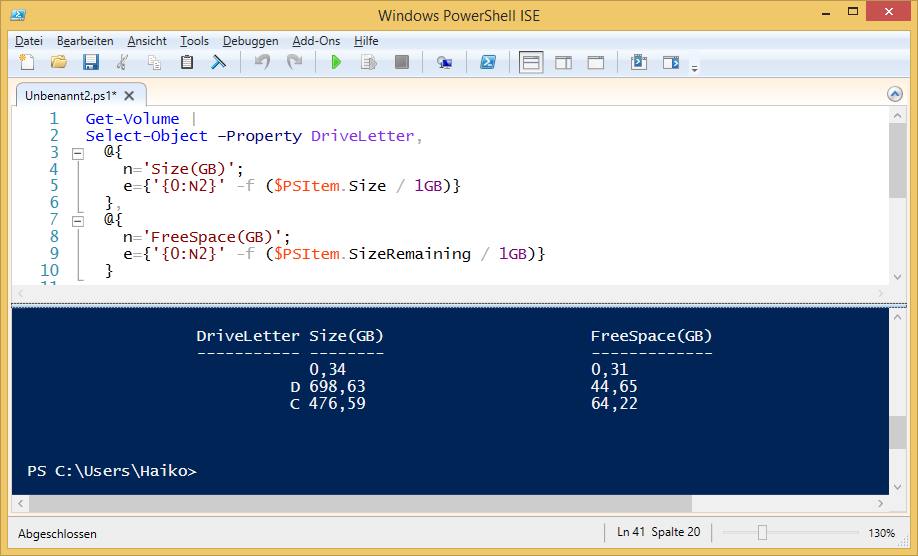 Windows PowerShell ISE
Datei Bearbeiten Ansicht Tools Debuggen Add-Ons Hilfe
Unbenannt2.ps1*
1 Get-Volume |
2 Select-Object –Property DriveLetter,
3 @{
4 n='Size(GB)';
5 e={'{0:N2}' -f ($PSItem.Size / 1GB)}
6 },
7 @{
8 n='FreeSpace(GB)';
9 e={'{0:N2}' -f ($PSItem.SizeRemaining / 1GB)}
10 }
11
DriveLetter Size(GB) FreeSpace(GB)
----------- -------- -------------
0,34 0,31
D 698,63 44,65
C 476,59 64,22
PS C:\Users\Haiko>
Abgeschlossen Ln 41 Spalte 20 130%